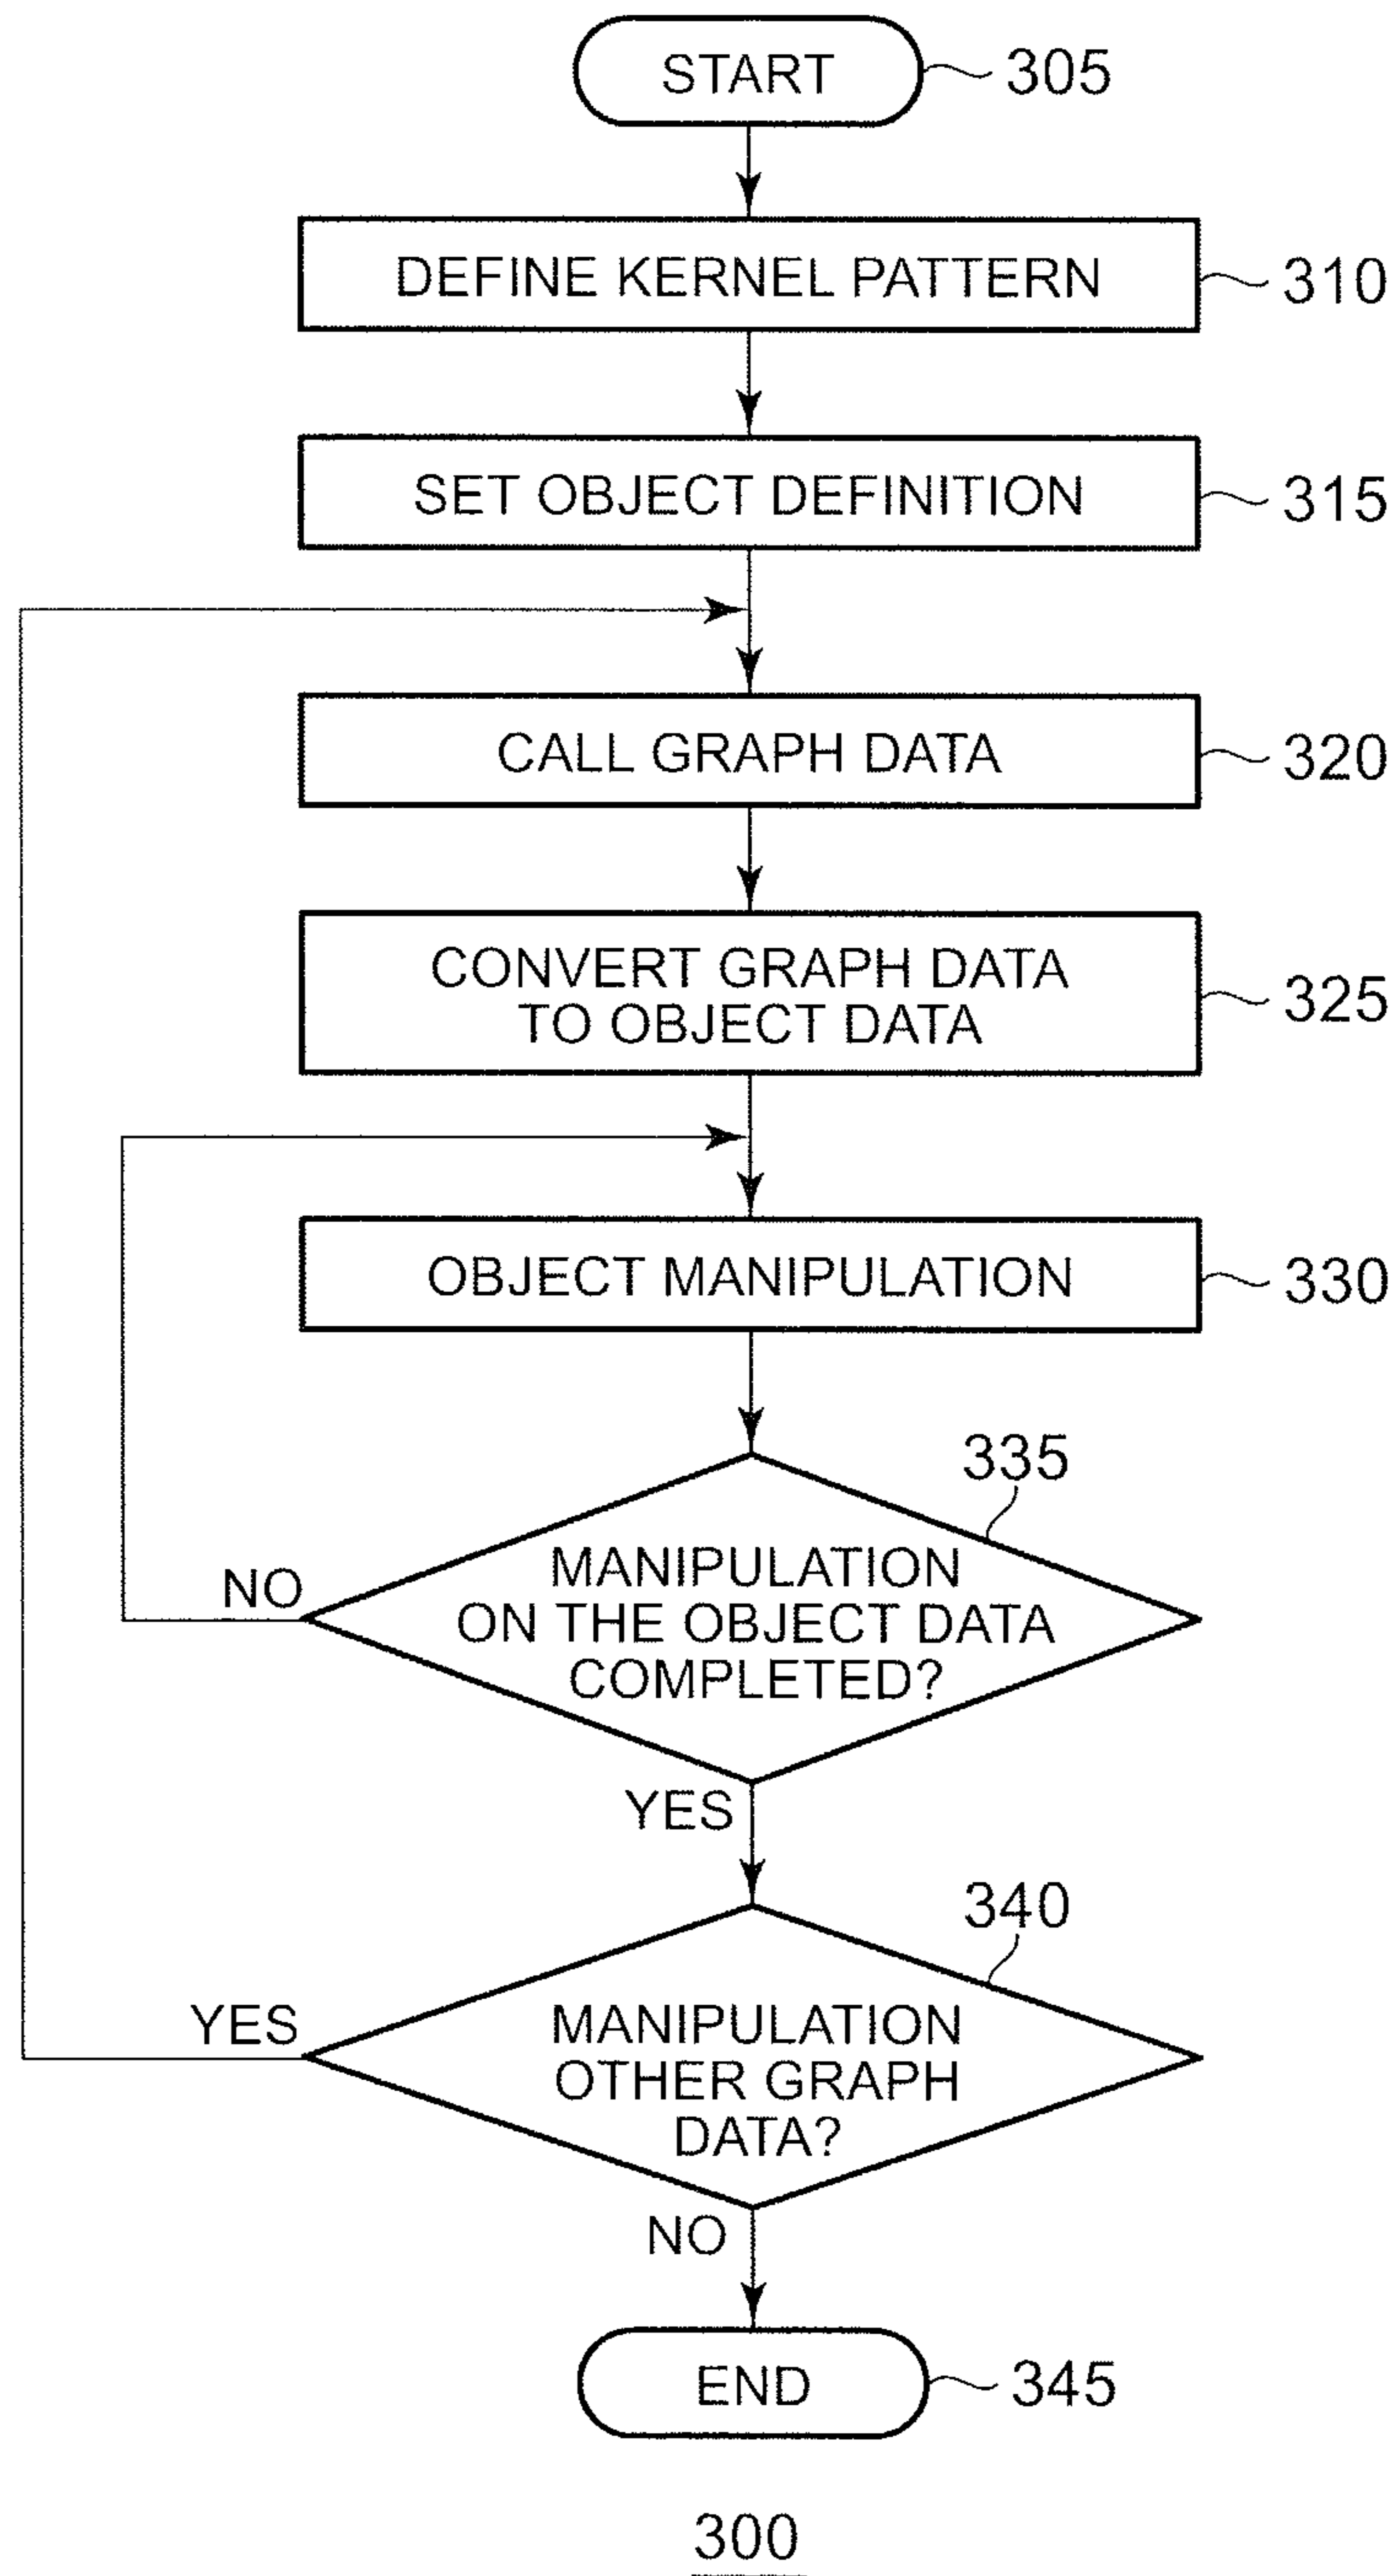 START
305
DEFINE KERNEL PATTERN
310
SET OBJECT DEFINITION
315
CALL GRAPH DATA
320
CONVERT GRAPH DATA
TO OBJECT DATA
325
OBJECT MANIPULATION
330
335
MANIPULATION
ON THE OBJECT DATA
COMPLETED?
NO
YES
340
MANIPULATION
OTHER GRAPH
DATA?
YES
NO
END
345
300